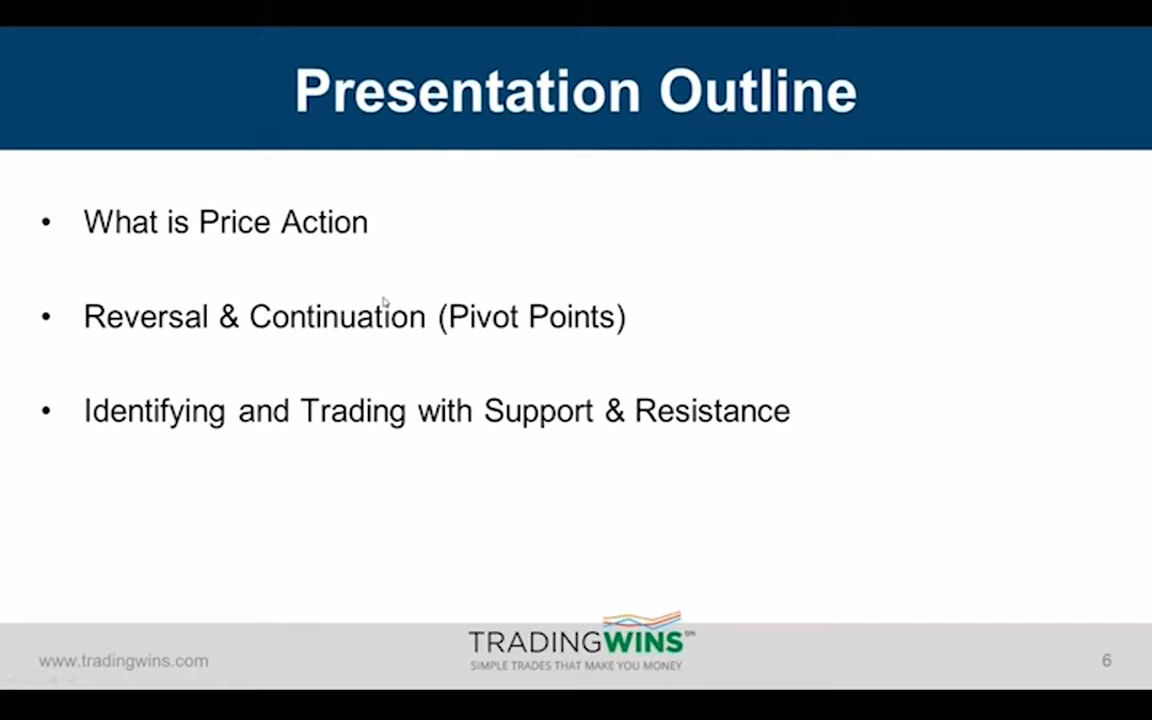 Presentation Outline
• What is Price Action
• Reversal & Continuation (Pivot Points)
• Identifying and Trading with Support & Resistance
www.tradingwins.com
TRADINGWINS™
SIMPLE TRADES THAT MAKE YOU MONEY
6